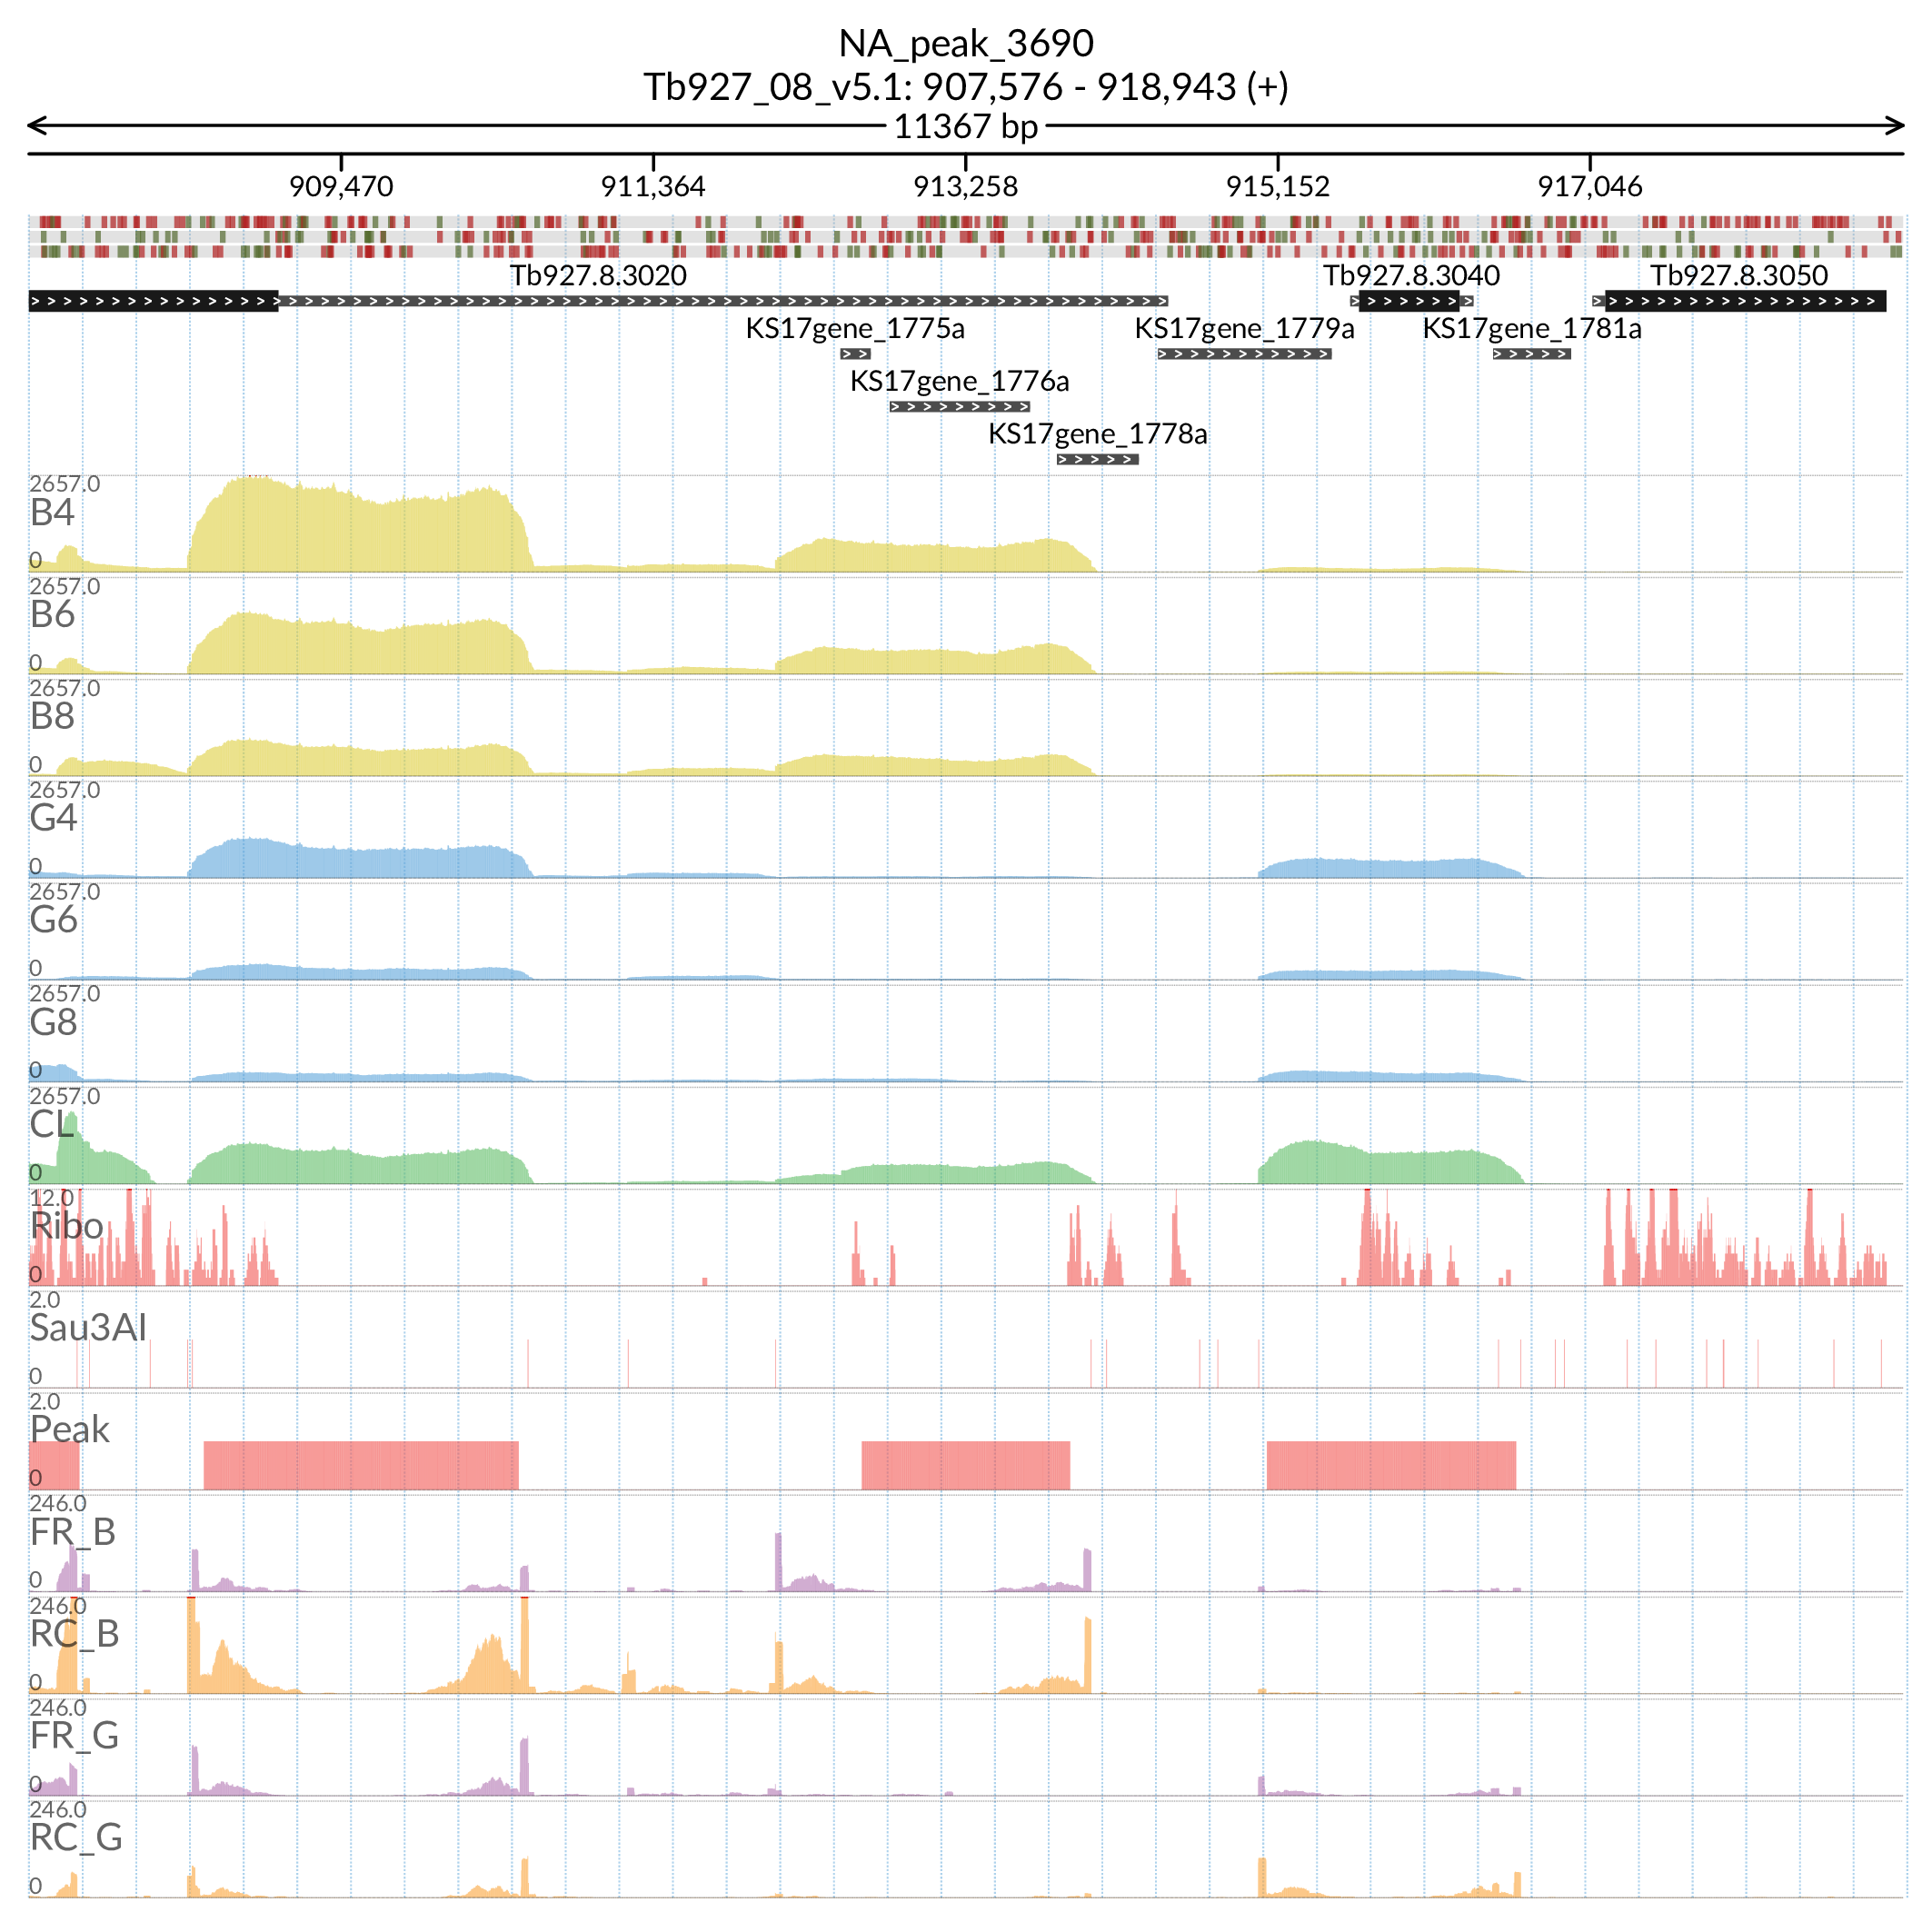 NA_peak_3690
Tb927_08_v5.1: 907,576 - 918,943 (+)
11367 bp
909,470 911,364 913,258 915,152 917,046
Tb927.8.3020 Tb927.8.3040 Tb927.8.3050
KS17gene_1775a KS17gene_1779a KS17gene_1781a
KS17gene_1776a
KS17gene_1778a
2657.0
B4
0
2657.0
B6
0
2657.0
B8
0
2657.0
G4
0
2657.0
G6
0
2657.0
G8
0
2657.0
CL
0
12.0
Ribo
0
2.0
Sau3AI
0
2.0
Peak
0
246.0
FR_B
0
246.0
RC_B
0
246.0
FR_G
0
246.0
RC_G
0